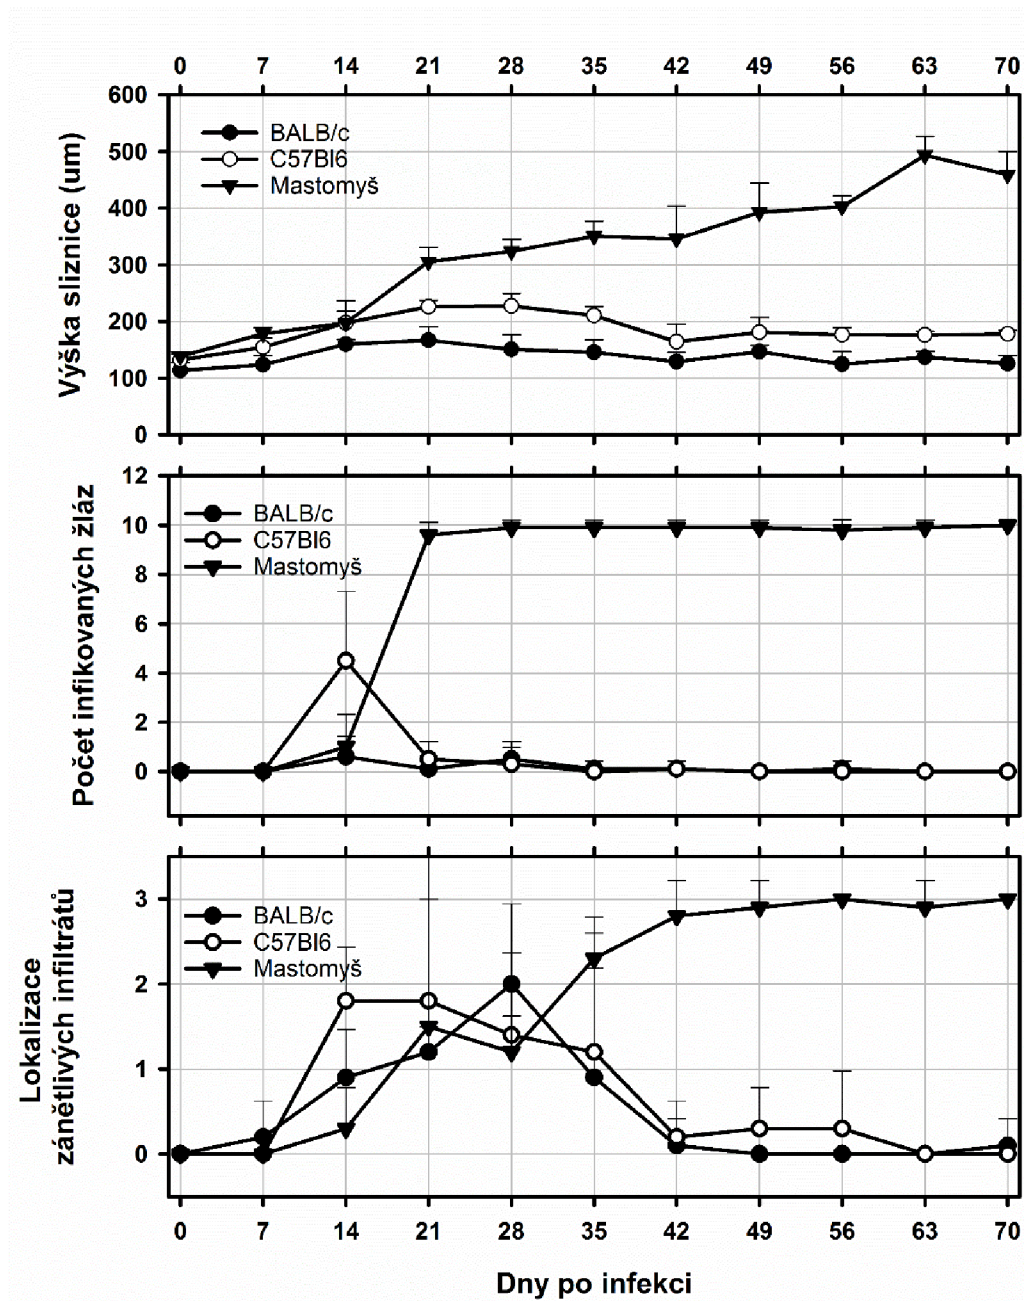 0 7 14 21 28 35 42 49 56 63 70
600
500
400
300
200
100
0
Výška sliznice (um)
BALB/c
C57Bl6
Mastomyš
12
10
8
6
4
2
0
Počet infikovaných žláz
BALB/c
C57Bl6
Mastomyš
3
2
1
0
Lokalizace
zánětlivých infiltrátů
BALB/c
C57Bl6
Mastomyš
0 7 14 21 28 35 42 49 56 63 70
Dny po infekci